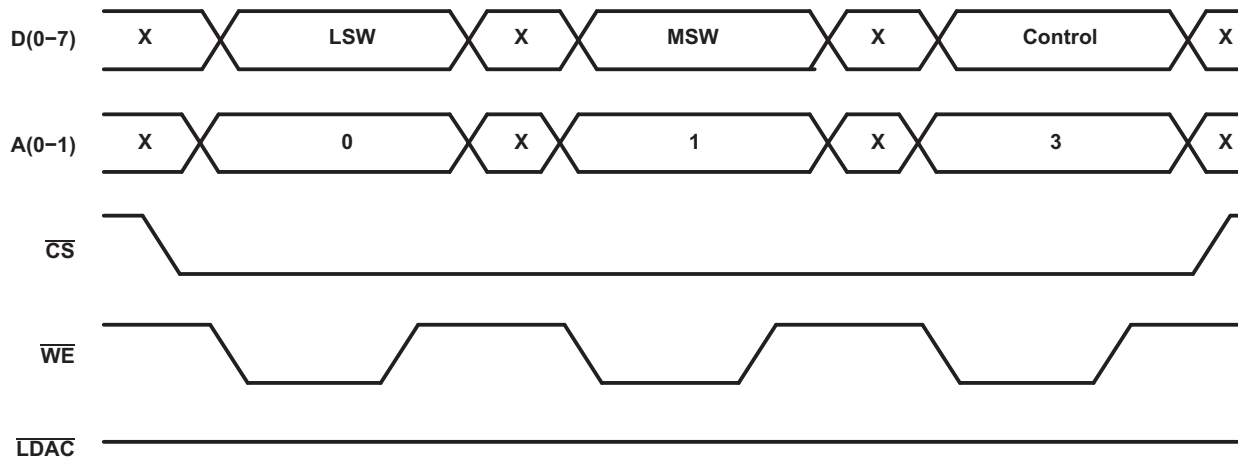 D(0−7) X LSW X MSW X Control X
A(0−1) X 0 X 1 X 3 X
CS
WE
LDAC